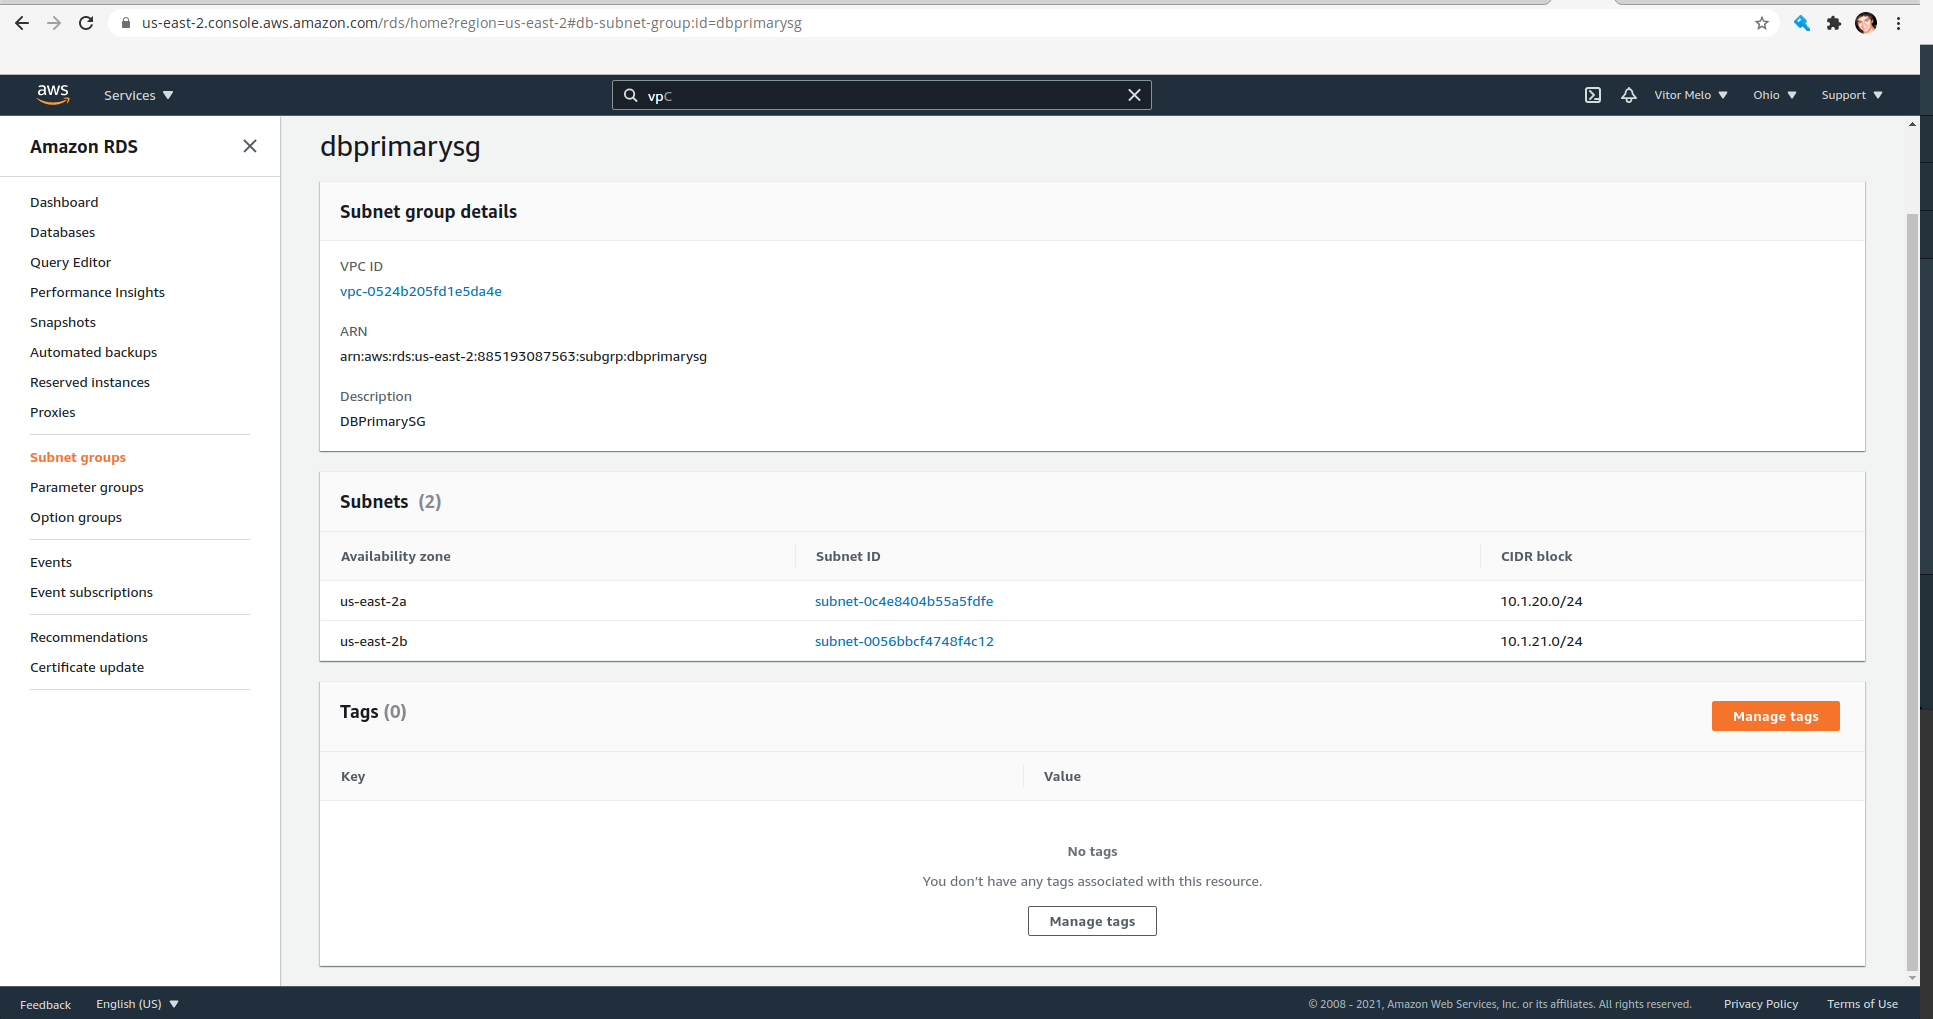 us-east-2.console.aws.amazon.com/rds/home?region=us-east-2#db-subnet-group:id=dbprimarysg
aws
Services
vpc
Vitor Melo
Ohio
Support
Amazon RDS
Dashboard
Databases
Query Editor
Performance Insights
Snapshots
Automated backups
Reserved instances
Proxies
Subnet groups
Parameter groups
Option groups
Events
Event subscriptions
Recommendations
Certificate update
dbprimarysg
Subnet group details
VPC ID
vpc-0524b205fd1e5da4e
ARN
arn:aws:rds:us-east-2:885193087563:subgrp:dbprimarysg
Description
DBPrimarySG
Subnets (2)
Availability zone Subnet ID CIDR block
us-east-2a subnet-0c4e8404b55a5fdfe 10.1.20.0/24
us-east-2b subnet-0056bbcf4748f4c12 10.1.21.0/24
Tags (0)
Manage tags
Key Value
No tags
You don’t have any tags associated with this resource.
Manage tags
Feedback English (US) © 2008 - 2021, Amazon Web Services, Inc. or its affiliates. All rights reserved. Privacy Policy Terms of Use